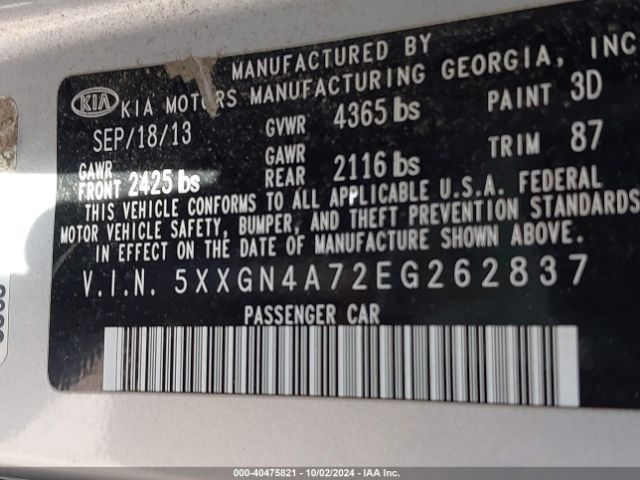 MANUFACTURED BY
KIA KIA MOTORS MANUFACTURING GEORGIA, INC
SEP/18/13 GVWR 4365 lbs PAINT 3D
GAWR FRONT 2425 lbs GAWR REAR 2116 lbs TRIM 87
THIS VEHICLE CONFORMS TO ALL APPLICABLE U.S.A. FEDERAL
MOTOR VEHICLE SAFETY, BUMPER, AND THEFT PREVENTION STANDARDS
IN EFFECT ON THE DATE OF MANUFACTURE SHOWN ABOVE.
V.I.N. 5XXGN4A72EG262837
PASSENGER CAR
000-40475821 - 10/02/2024 - IAA Inc.